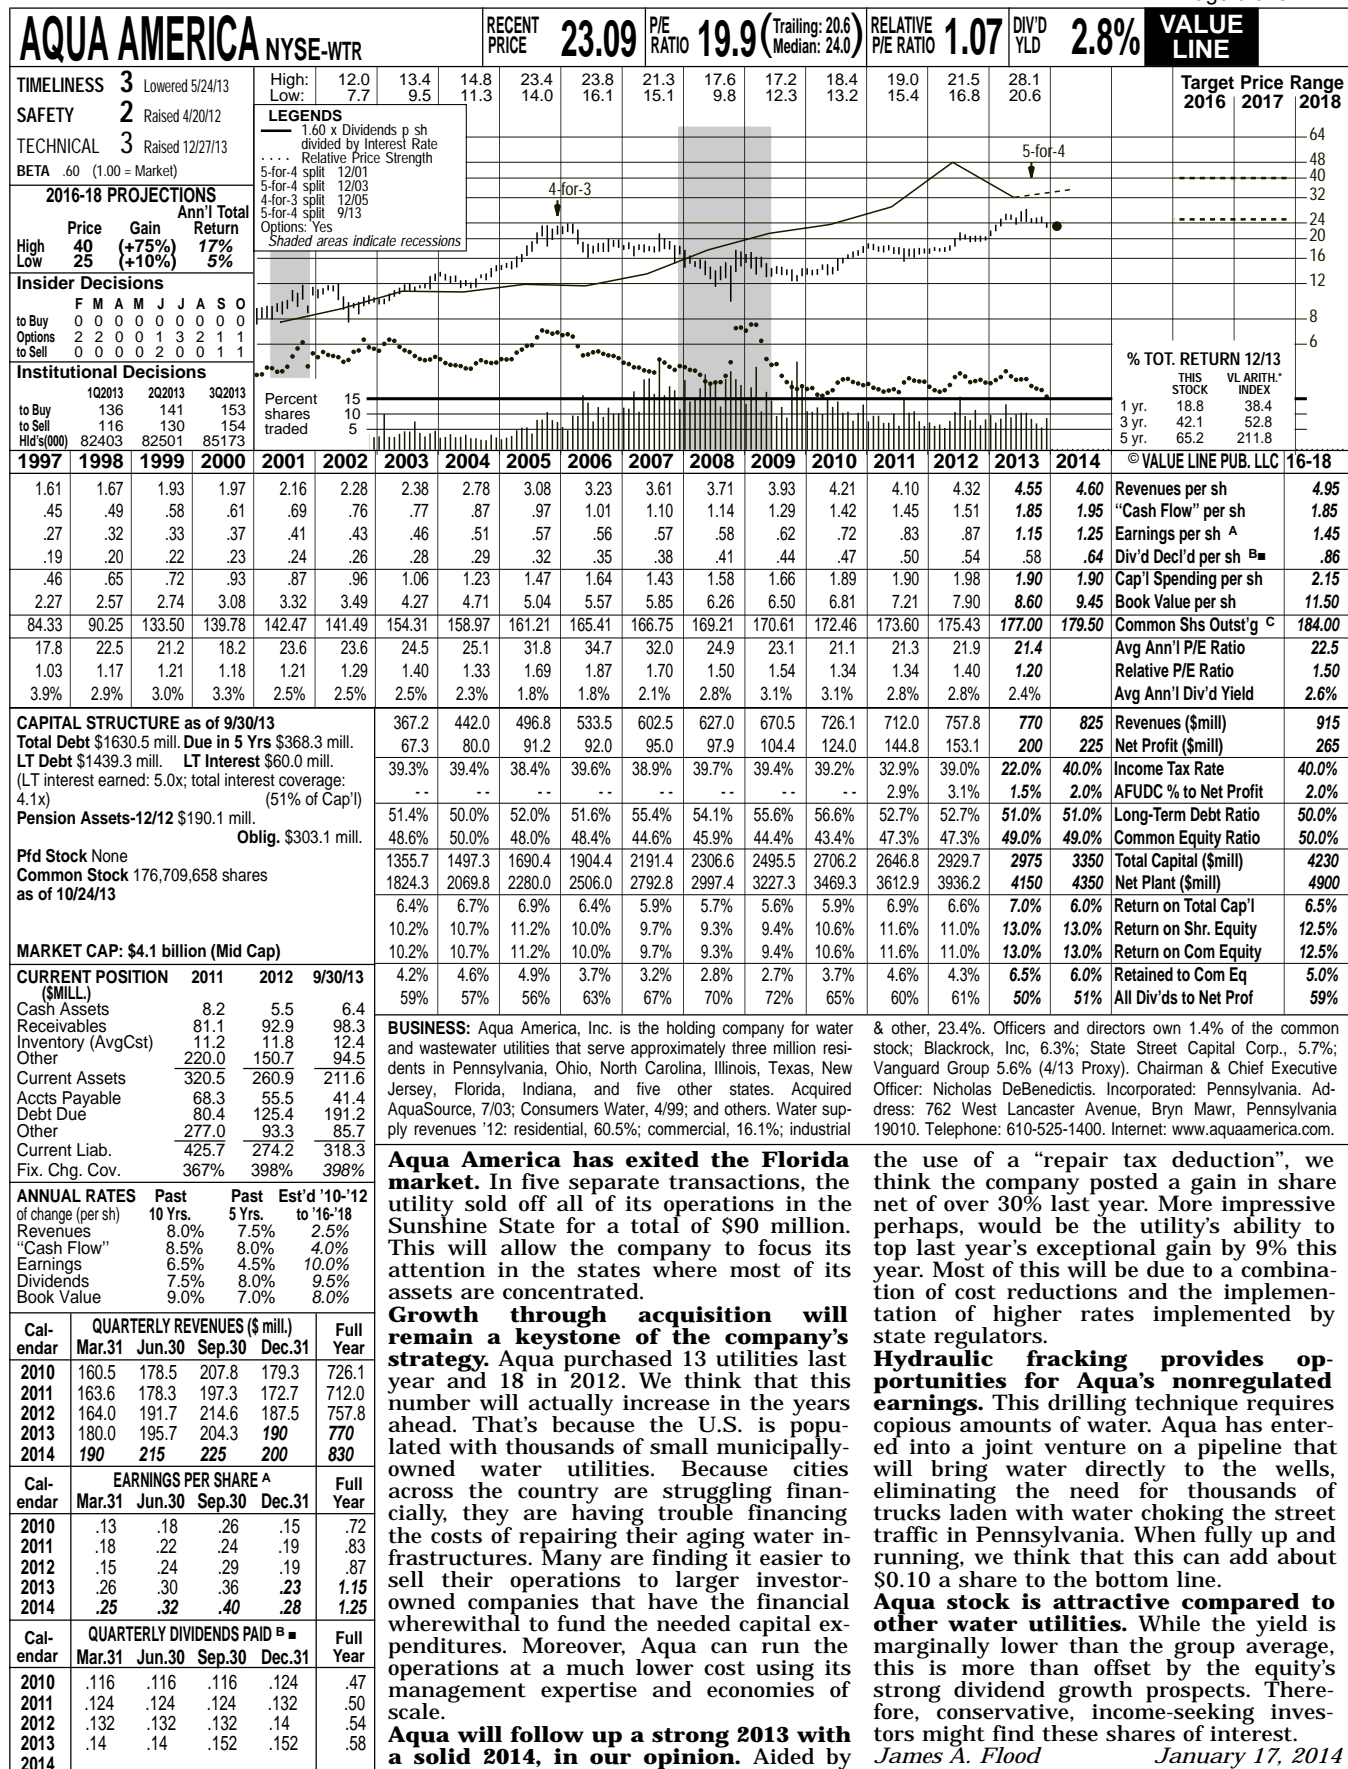 AQUA AMERICA NYSE-WTR
RECENT PRICE 23.09
P/E RATIO 19.9 (Trailing: 20.6 Median: 24.0)
RELATIVE P/E RATIO 1.07
DIV'D YLD 2.8%
VALUE LINE
TIMELINESS 3 Lowered 5/24/13
SAFETY 2 Raised 4/20/12
TECHNICAL 3 Raised 12/27/13
BETA .60 (1.00 = Market)
2016-18 PROJECTIONS
Ann'l Total
Price Gain Return
High 40 (+75%) 17%
Low 25 (+10%) 5%
Insider Decisions
F M A M J J A S O
to Buy 0 0 0 0 0 0 0 0 0
Options 2 2 0 0 1 3 2 1 1
to Sell 0 0 0 0 2 0 0 1 1
Institutional Decisions
1Q2013 2Q2013 3Q2013
to Buy 136 141 153
to Sell 116 130 154
Hld's(000) 82403 82501 85173
High: 12.0 13.4 14.8 23.4 23.8 21.3 17.6 17.2 18.4 19.0 21.5 28.1
Low: 7.7 9.5 11.3 14.0 16.1 15.1 9.8 12.3 13.2 15.4 16.8 20.6
LEGENDS
1.60 x Dividends p sh
divided by Interest Rate
. . . . Relative Price Strength
5-for-4 split 12/01
5-for-4 split 12/03
4-for-3 split 12/05
5-for-4 split 9/13
Options: Yes
Shaded areas indicate recessions
4-for-3
5-for-4
Target Price Range
2016 2017 2018
64
48
40
32
24
20
16
12
8
6
Percent shares traded
15
10
5
% TOT. RETURN 12/13
THIS STOCK VL ARITH.* INDEX
1 yr. 18.8 38.4
3 yr. 42.1 52.8
5 yr. 65.2 211.8
1997 1998 1999 2000 2001 2002 2003 2004 2005 2006 2007 2008 2009 2010 2011 2012 2013 2014 © VALUE LINE PUB. LLC 16-18
1.61 1.67 1.93 1.97 2.16 2.28 2.38 2.78 3.08 3.23 3.61 3.71 3.93 4.21 4.10 4.32 4.55 4.60 Revenues per sh 4.95
.45 .49 .58 .61 .69 .76 .77 .87 .97 1.01 1.10 1.14 1.29 1.42 1.45 1.51 1.85 1.95 "Cash Flow" per sh 1.85
.27 .32 .33 .37 .41 .43 .46 .51 .57 .56 .57 .58 .62 .72 .83 .87 1.15 1.25 Earnings per sh A 1.45
.19 .20 .22 .23 .24 .26 .28 .29 .32 .35 .38 .41 .44 .47 .50 .54 .58 .64 Div'd Decl'd per sh B■ .86
.46 .65 .72 .93 .87 .96 1.06 1.23 1.47 1.64 1.43 1.58 1.66 1.89 1.90 1.98 1.90 1.90 Cap'l Spending per sh 2.15
2.27 2.57 2.74 3.08 3.32 3.49 4.27 4.71 5.04 5.57 5.85 6.26 6.50 6.81 7.21 7.90 8.60 9.45 Book Value per sh 11.50
84.33 90.25 133.50 139.78 142.47 141.49 154.31 158.97 161.21 165.41 166.75 169.21 170.61 172.46 173.60 175.43 177.00 179.50 Common Shs Outst'g C 184.00
17.8 22.5 21.2 18.2 23.6 23.6 24.5 25.1 31.8 34.7 32.0 24.9 23.1 21.1 21.3 21.9 21.4 Avg Ann'l P/E Ratio 22.5
1.03 1.17 1.21 1.18 1.21 1.29 1.40 1.33 1.69 1.87 1.70 1.50 1.54 1.34 1.34 1.40 1.20 Relative P/E Ratio 1.50
3.9% 2.9% 3.0% 3.3% 2.5% 2.5% 2.5% 2.3% 1.8% 1.8% 2.1% 2.8% 3.1% 3.1% 2.8% 2.8% 2.4% Avg Ann'l Div'd Yield 2.6%
CAPITAL STRUCTURE as of 9/30/13
Total Debt $1630.5 mill. Due in 5 Yrs $368.3 mill.
LT Debt $1439.3 mill. LT Interest $60.0 mill.
(LT interest earned: 5.0x; total interest coverage:
4.1x) (51% of Cap'l)
Pension Assets-12/12 $190.1 mill.
Oblig. $303.1 mill.
Pfd Stock None
Common Stock 176,709,658 shares
as of 10/24/13
MARKET CAP: $4.1 billion (Mid Cap)
367.2 442.0 496.8 533.5 602.5 627.0 670.5 726.1 712.0 757.8 770 825 Revenues ($mill) 915
67.3 80.0 91.2 92.0 95.0 97.9 104.4 124.0 144.8 153.1 200 225 Net Profit ($mill) 265
39.3% 39.4% 38.4% 39.6% 38.9% 39.7% 39.4% 39.2% 32.9% 39.0% 22.0% 40.0% Income Tax Rate 40.0%
- - - - - - - - - - - - - - - - 2.9% 3.1% 1.5% 2.0% AFUDC % to Net Profit 2.0%
51.4% 50.0% 52.0% 51.6% 55.4% 54.1% 55.6% 56.6% 52.7% 52.7% 51.0% 51.0% Long-Term Debt Ratio 50.0%
48.6% 50.0% 48.0% 48.4% 44.6% 45.9% 44.4% 43.4% 47.3% 47.3% 49.0% 49.0% Common Equity Ratio 50.0%
1355.7 1497.3 1690.4 1904.4 2191.4 2306.6 2495.5 2706.2 2646.8 2929.7 2975 3350 Total Capital ($mill) 4230
1824.3 2069.8 2280.0 2506.0 2792.8 2997.4 3227.3 3469.3 3612.9 3936.2 4150 4350 Net Plant ($mill) 4900
6.4% 6.7% 6.9% 6.4% 5.9% 5.7% 5.6% 5.9% 6.9% 6.6% 7.0% 6.0% Return on Total Cap'l 6.5%
10.2% 10.7% 11.2% 10.0% 9.7% 9.3% 9.4% 10.6% 11.6% 11.0% 13.0% 13.0% Return on Shr. Equity 12.5%
10.2% 10.7% 11.2% 10.0% 9.7% 9.3% 9.4% 10.6% 11.6% 11.0% 13.0% 13.0% Return on Com Equity 12.5%
4.2% 4.6% 4.9% 3.7% 3.2% 2.8% 2.7% 3.7% 4.6% 4.3% 6.5% 6.0% Retained to Com Eq 5.0%
59% 57% 56% 63% 67% 70% 72% 65% 60% 61% 50% 51% All Div'ds to Net Prof 59%
CURRENT POSITION 2011 2012 9/30/13
($MILL.)
Cash Assets 8.2 5.5 6.4
Receivables 81.1 92.9 98.3
Inventory (AvgCst) 11.2 11.8 12.4
Other 220.0 150.7 94.5
Current Assets 320.5 260.9 211.6
Accts Payable 68.3 55.5 41.4
Debt Due 80.4 125.4 191.2
Other 277.0 93.3 85.7
Current Liab. 425.7 274.2 318.3
Fix. Chg. Cov. 367% 398% 398%
ANNUAL RATES Past Past Est'd '10-'12
of change (per sh) 10 Yrs. 5 Yrs. to '16-'18
Revenues 8.0% 7.5% 2.5%
"Cash Flow" 8.5% 8.0% 4.0%
Earnings 6.5% 4.5% 10.0%
Dividends 7.5% 8.0% 9.5%
Book Value 9.0% 7.0% 8.0%
Cal- QUARTERLY REVENUES ($ mill.) Full
endar Mar.31 Jun.30 Sep.30 Dec.31 Year
2010 160.5 178.5 207.8 179.3 726.1
2011 163.6 178.3 197.3 172.7 712.0
2012 164.0 191.7 214.6 187.5 757.8
2013 180.0 195.7 204.3 190 770
2014 190 215 225 200 830
Cal- EARNINGS PER SHARE A Full
endar Mar.31 Jun.30 Sep.30 Dec.31 Year
2010 .13 .18 .26 .15 .72
2011 .18 .22 .24 .19 .83
2012 .15 .24 .29 .19 .87
2013 .26 .30 .36 .23 1.15
2014 .25 .32 .40 .28 1.25
Cal- QUARTERLY DIVIDENDS PAID B ■ Full
endar Mar.31 Jun.30 Sep.30 Dec.31 Year
2010 .116 .116 .116 .124 .47
2011 .124 .124 .124 .132 .50
2012 .132 .132 .132 .14 .54
2013 .14 .14 .152 .152 .58
2014
BUSINESS: Aqua America, Inc. is the holding company for water
and wastewater utilities that serve approximately three million resi-
dents in Pennsylvania, Ohio, North Carolina, Illinois, Texas, New
Jersey, Florida, Indiana, and five other states. Acquired
AquaSource, 7/03; Consumers Water, 4/99; and others. Water sup-
ply revenues '12: residential, 60.5%; commercial, 16.1%; industrial
& other, 23.4%. Officers and directors own 1.4% of the common
stock; Blackrock, Inc, 6.3%; State Street Capital Corp., 5.7%;
Vanguard Group 5.6% (4/13 Proxy). Chairman & Chief Executive
Officer: Nicholas DeBenedictis. Incorporated: Pennsylvania. Ad-
dress: 762 West Lancaster Avenue, Bryn Mawr, Pennsylvania
19010. Telephone: 610-525-1400. Internet: www.aquaamerica.com.
Aqua America has exited the Florida
market. In five separate transactions, the
utility sold off all of its operations in the
Sunshine State for a total of $90 million.
This will allow the company to focus its
attention in the states where most of its
assets are concentrated.
Growth through acquisition will
remain a keystone of the company's
strategy. Aqua purchased 13 utilities last
year and 18 in 2012. We think that this
number will actually increase in the years
ahead. That's because the U.S. is popu-
lated with thousands of small municipally-
owned water utilities. Because cities
across the country are struggling finan-
cially, they are having trouble financing
the costs of repairing their aging water in-
frastructures. Many are finding it easier to
sell their operations to larger investor-
owned companies that have the financial
wherewithal to fund the needed capital ex-
penditures. Moreover, Aqua can run the
operations at a much lower cost using its
management expertise and economies of
scale.
Aqua will follow up a strong 2013 with
a solid 2014, in our opinion. Aided by
the use of a "repair tax deduction", we
think the company posted a gain in share
net of over 30% last year. More impressive
perhaps, would be the utility's ability to
top last year's exceptional gain by 9% this
year. Most of this will be due to a combina-
tion of cost reductions and the implemen-
tation of higher rates implemented by
state regulators.
Hydraulic fracking provides op-
portunities for Aqua's nonregulated
earnings. This drilling technique requires
copious amounts of water. Aqua has enter-
ed into a joint venture on a pipeline that
will bring water directly to the wells,
eliminating the need for thousands of
trucks laden with water choking the street
traffic in Pennsylvania. When fully up and
running, we think that this can add about
$0.10 a share to the bottom line.
Aqua stock is attractive compared to
other water utilities. While the yield is
marginally lower than the group average,
this is more than offset by the equity's
strong dividend growth prospects. There-
fore, conservative, income-seeking inves-
tors might find these shares of interest.
James A. Flood January 17, 2014